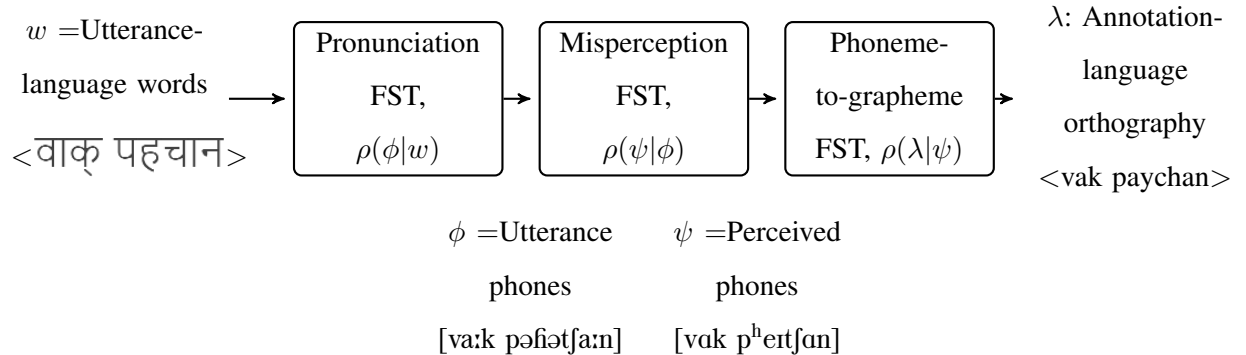 w =Utterance-
language words
<वाक् पहचान>
Pronunciation
FST,
ρ(ϕ|w)
Misperception
FST,
ρ(ψ|ϕ)
Phoneme-
to-grapheme
FST, ρ(λ|ψ)
λ: Annotation-
language
orthography
<vak paychan>
ϕ =Utterance
phones
[vaːk pəɦətʃaːn]
ψ =Perceived
phones
[vɑk pʰeɪtʃɑn]